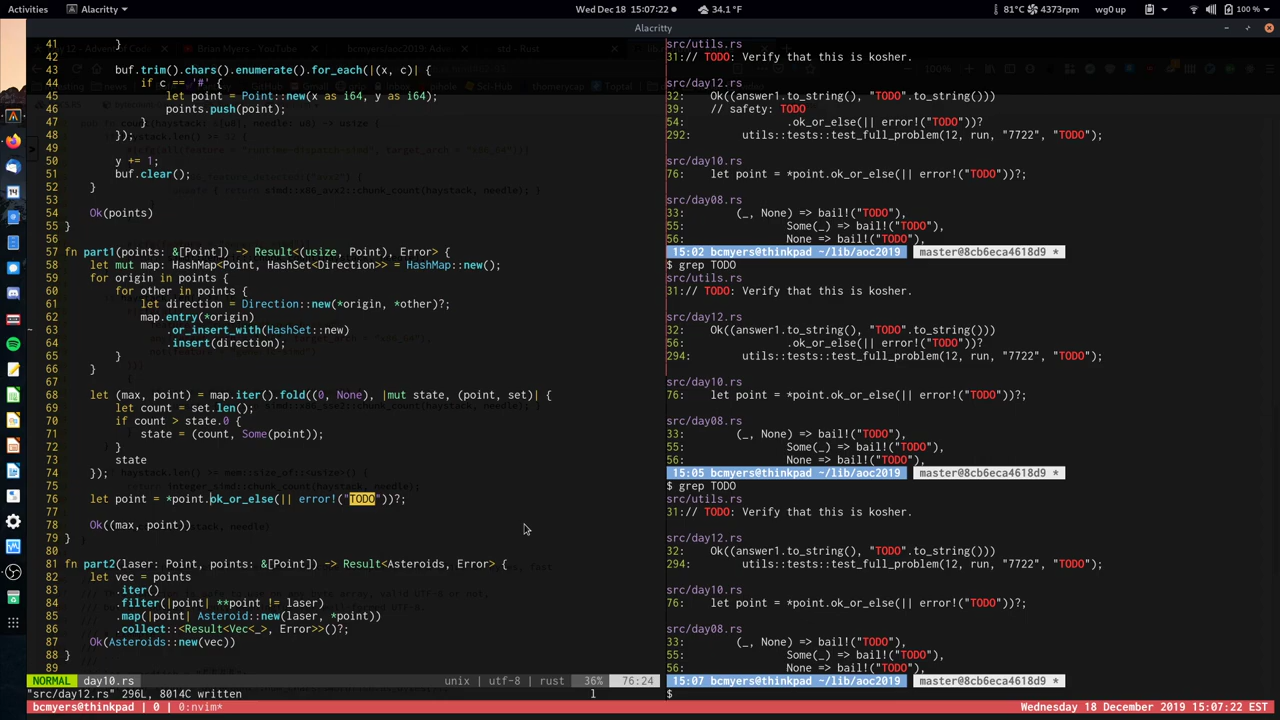 Activities
Alacritty
Wed Dec 18 15:07:22
34.1 °F
81°C
4373rpm
wg0 up
100 %
Alacritty
41         }
42
43         buf.trim().chars().enumerate().for_each(|(x, c)| {
44             if c == '#' {
45                 let point = Point::new(x as i64, y as i64);
46                 points.push(point);
47             }
48         });
49
50         y += 1;
51         buf.clear();
52     }
53
54     Ok(points)
55 }
56
57 fn part1(points: &[Point]) -> Result<(usize, Point), Error> {
58     let mut map: HashMap<Point, HashSet<Direction>> = HashMap::new();
59     for origin in points {
60         for other in points {
61             let direction = Direction::new(*origin, *other)?;
62             map.entry(*origin)
63                 .or_insert_with(HashSet::new)
64                 .insert(direction);
65         }
66     }
67
68     let (max, point) = map.iter().fold((0, None), |mut state, (point, set)| {
69         let count = set.len();
70         if count > state.0 {
71             state = (count, Some(point));
72         }
73         state
74     });
75
76     let point = *point.ok_or_else(|| error!("TODO"))?;
77
78     Ok((max, point))
79 }
80
81 fn part2(laser: Point, points: &[Point]) -> Result<Asteroids, Error> {
82     let vec = points
83         .iter()
84         .filter(|point| **point != laser)
85         .map(|point| Asteroid::new(laser, *point))
86         .collect::<Result<Vec<_>, Error>>()?;
87     Ok(Asteroids::new(vec))
88 }
89
NORMAL day10.rs unix | utf-8 | rust 36% 76:24
"src/day12.rs" 296L, 8014C written 1
src/utils.rs
31:// TODO: Verify that this is kosher.
src/day12.rs
32:    Ok((answer1.to_string(), "TODO".to_string()))
39:    // safety: TODO
54:                .ok_or_else(|| error!("TODO"))?
292:        utils::tests::test_full_problem(12, run, "7722", "TODO");
src/day10.rs
76:    let point = *point.ok_or_else(|| error!("TODO"))?;
src/day08.rs
33:        (_, None) => bail!("TODO"),
55:                Some(_) => bail!("TODO"),
56:                None => bail!("TODO"),
15:02 bcmyers@thinkpad ~/lib/aoc2019 master@8cb6eca4618d9 *
$ grep TODO
src/utils.rs
31:// TODO: Verify that this is kosher.
src/day12.rs
32:    Ok((answer1.to_string(), "TODO".to_string()))
56:                .ok_or_else(|| error!("TODO"))?
294:        utils::tests::test_full_problem(12, run, "7722", "TODO");
src/day10.rs
76:    let point = *point.ok_or_else(|| error!("TODO"))?;
src/day08.rs
33:        (_, None) => bail!("TODO"),
55:                Some(_) => bail!("TODO"),
56:                None => bail!("TODO"),
15:05 bcmyers@thinkpad ~/lib/aoc2019 master@8cb6eca4618d9 *
$ grep TODO
src/utils.rs
31:// TODO: Verify that this is kosher.
src/day12.rs
32:    Ok((answer1.to_string(), "TODO".to_string()))
294:        utils::tests::test_full_problem(12, run, "7722", "TODO");
src/day10.rs
76:    let point = *point.ok_or_else(|| error!("TODO"))?;
src/day08.rs
33:        (_, None) => bail!("TODO"),
55:                Some(_) => bail!("TODO"),
56:                None => bail!("TODO"),
15:07 bcmyers@thinkpad ~/lib/aoc2019 master@8cb6eca4618d9 *
$
bcmyers@thinkpad | 0 | 0:nvim*
Wednesday 18 December 2019 15:07:22 EST